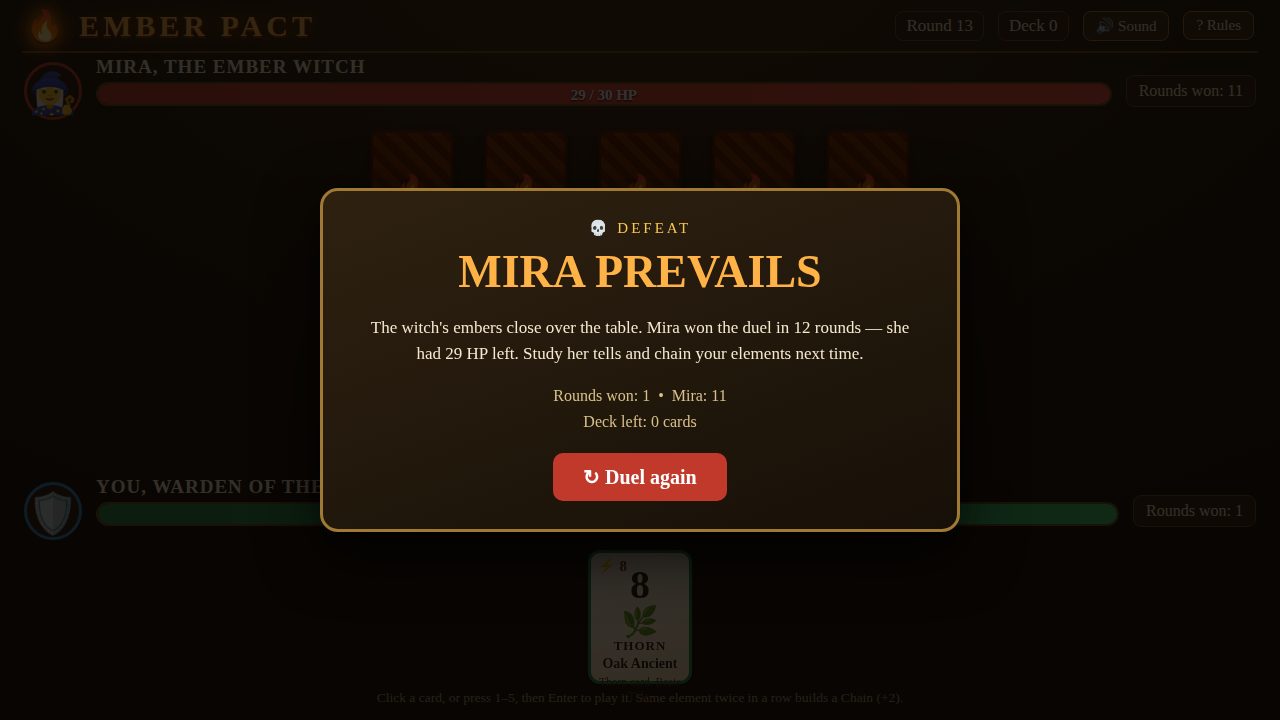 EMBER PACT
Round 13
Deck 0
Sound
? Rules
MIRA, THE EMBER WITCH
29 / 30 HP
Rounds won: 11
DEFEAT
MIRA PREVAILS
The witch's embers close over the table. Mira won the duel in 12 rounds — she
had 29 HP left. Study her tells and chain your elements next time.
Rounds won: 1 • Mira: 11
Deck left: 0 cards
↻ Duel again
YOU, WARDEN OF THE
Rounds won: 1
8
8
THORN
Oak Ancient
Click a card, or press 1–5, then Enter to play it. Same element twice in a row builds a Chain (+2).